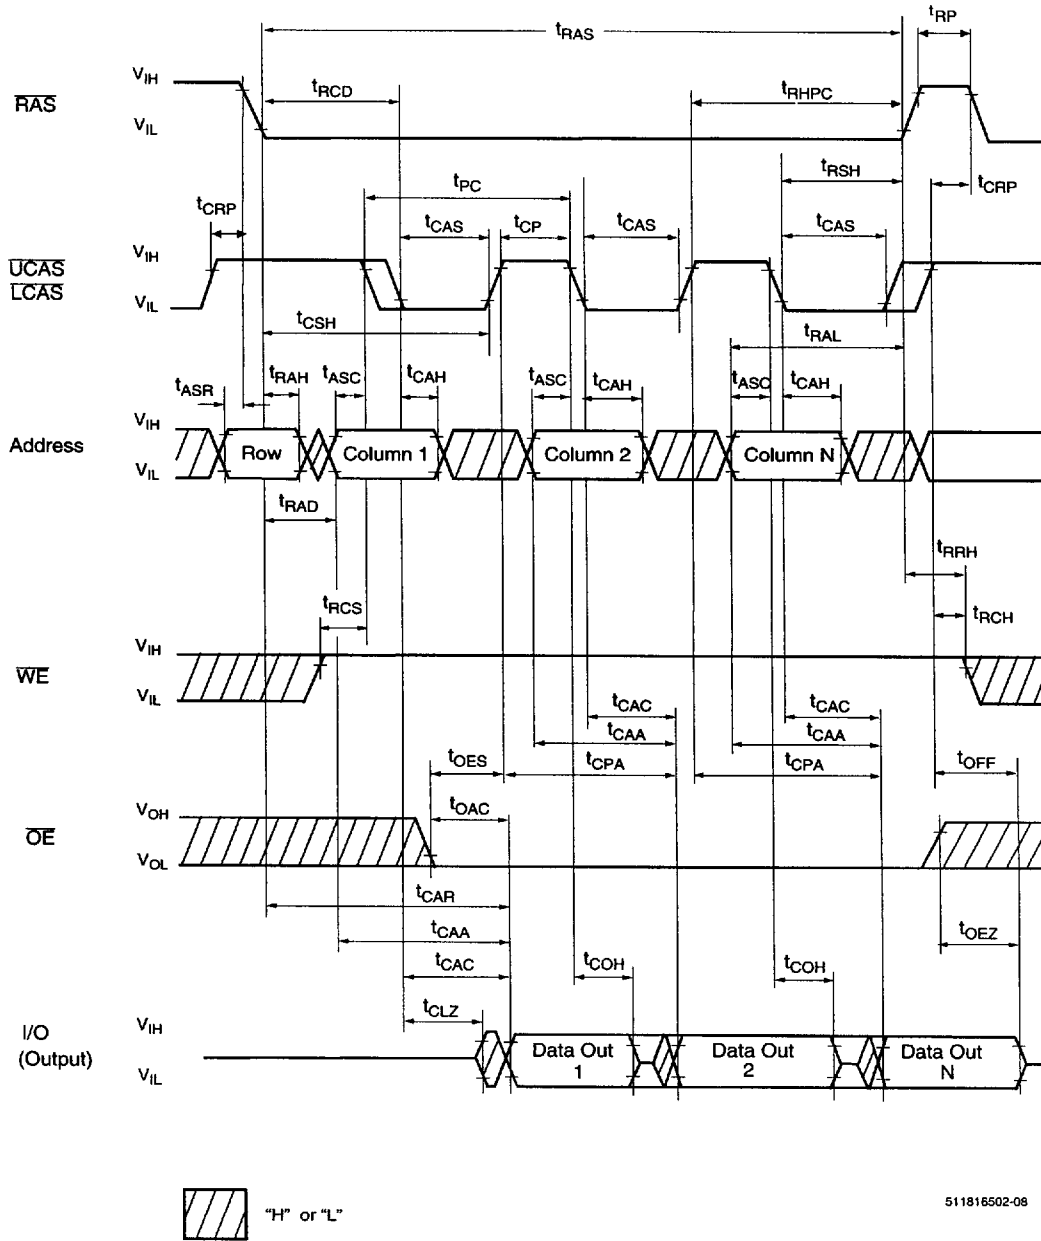 tRP
tRAS
VIH
RAS
VIL
tRCD
tRHPC
tRSH
tPC
tCRP
tCRP
tCAS
tCP
tCAS
tCAS
VIH
UCAS
LCAS
VIL
tCSH
tRAL
tASR
tRAH
tASC
tCAH
tASC
tCAH
tASC
tCAH
VIH
Address
VIL
Row
Column 1
Column 2
Column N
tRAD
tRRH
tRCS
tRCH
VIH
WE
VIL
tCAC
tCAC
tCAA
tCAA
tOES
tCPA
tCPA
tOFF
tOAC
VOH
OE
VOL
tCAR
tCAA
tOEZ
tCAC
tCOH
tCOH
tCLZ
VIH
I/O
(Output)
VIL
Data Out
1
Data Out
2
Data Out
N
"H" or "L"
511816502-08